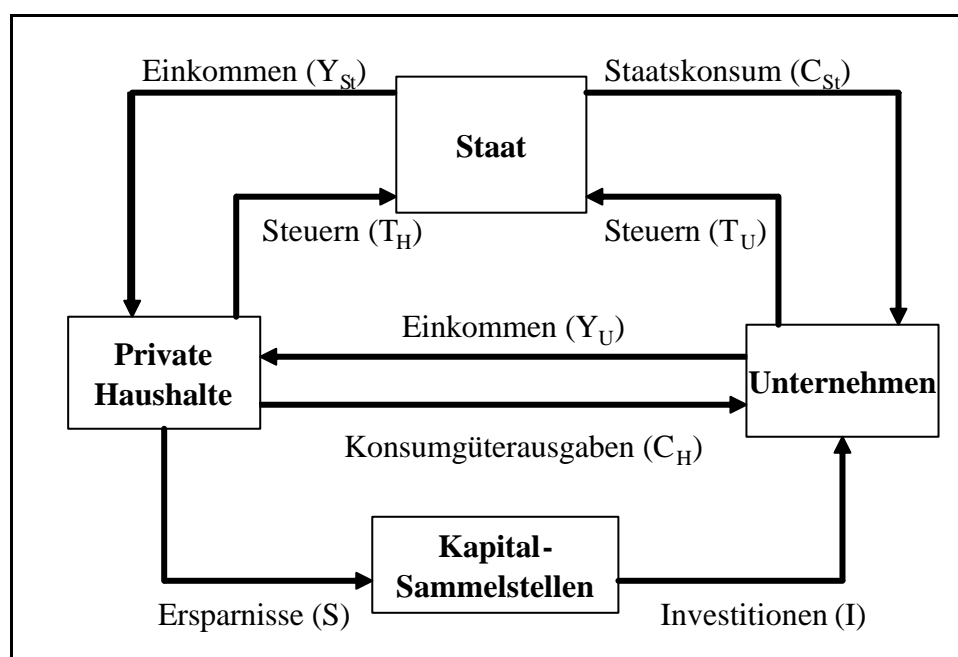 Einkommen (Y_St)
Staatskonsum (C_St)
Staat
Steuern (T_H)
Steuern (T_U)
Einkommen (Y_U)
Private
Haushalte
Unternehmen
Konsumgüterausgaben (C_H)
Kapital-
Sammelstellen
Ersparnisse (S)
Investitionen (I)